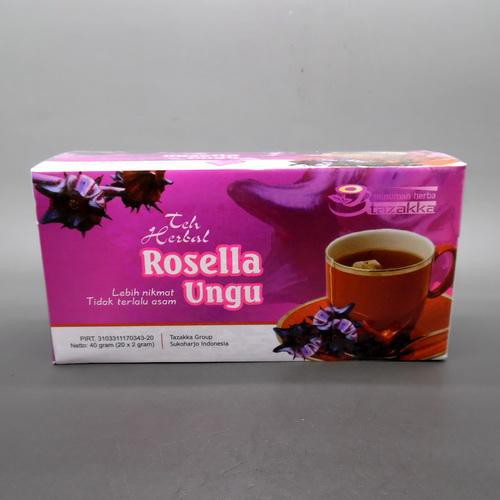 minuman herba
tazakka
Teh
Herbal
Rosella
Ungu
Lebih nikmat
Tidak terlalu asam
PIRT. 3103311170343-20
Netto: 40 gram (20 x 2 gram)
Tazakka Group
Sukoharjo Indonesia